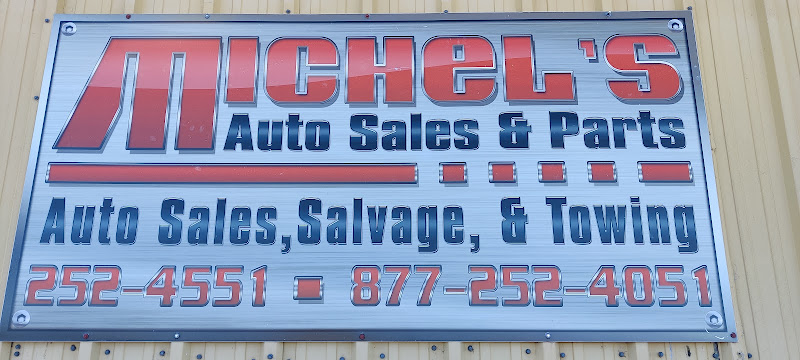 MICHEL'S
Auto Sales & Parts
Auto Sales, Salvage, & Towing
252-4551 ▪ 877-252-4051